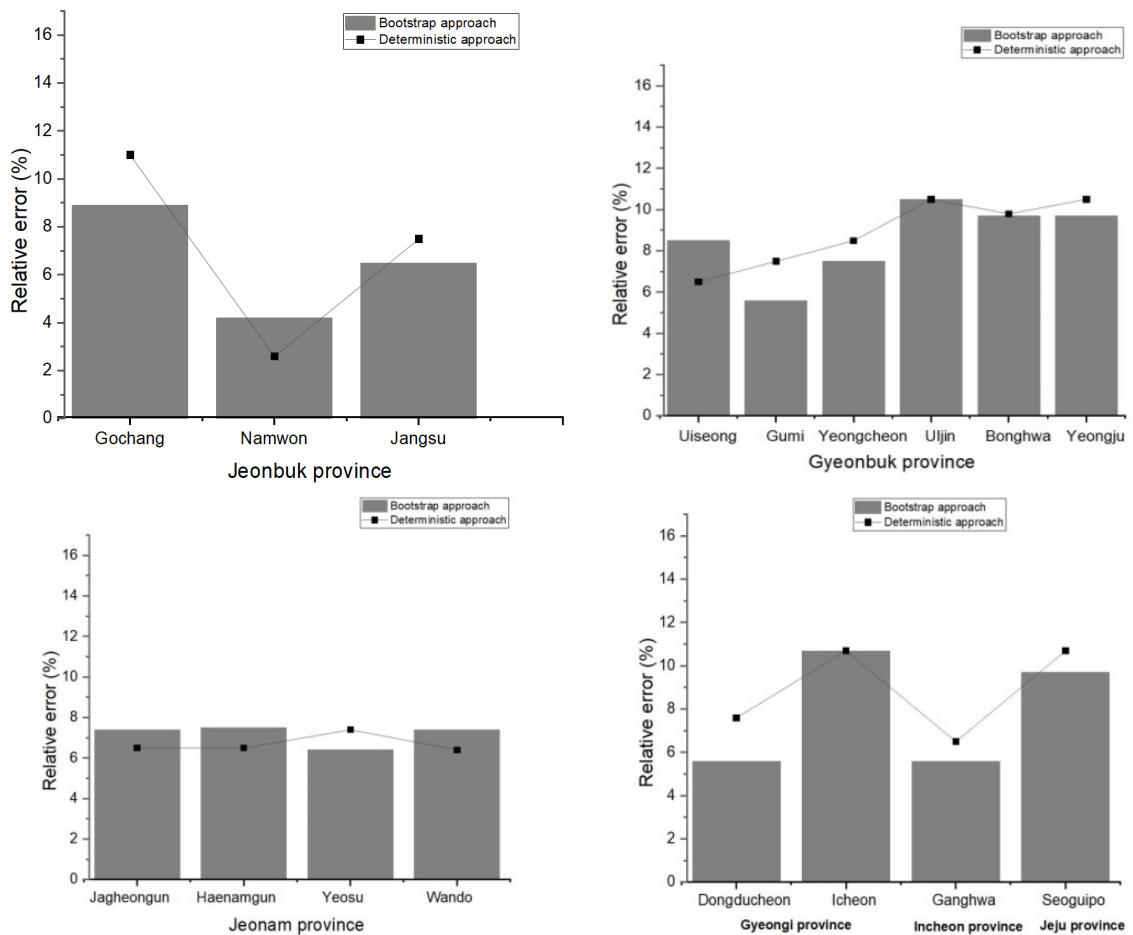 Bootstrap approach
Deterministic approach
16
14
12
10
8
6
4
2
0
Relative error (%)
Gochang Namwon Jangsu
Jeonbuk province
Bootstrap approach
Deterministic approach
16
14
12
10
8
6
4
2
0
Relative error (%)
Uiseong Gumi Yeongcheon Uljin Bonghwa Yeongju
Gyeonbuk province
Bootstrap approach
Deterministic approach
16
14
12
10
8
6
4
2
0
Relative error (%)
Jagheongun Haenamgun Yeosu Wando
Jeonam province
Bootstrap approach
Deterministic approach
16
14
12
10
8
6
4
2
0
Relative error (%)
Dongducheon Icheon Ganghwa Seoguipo
Gyeongi province Incheon province Jeju province